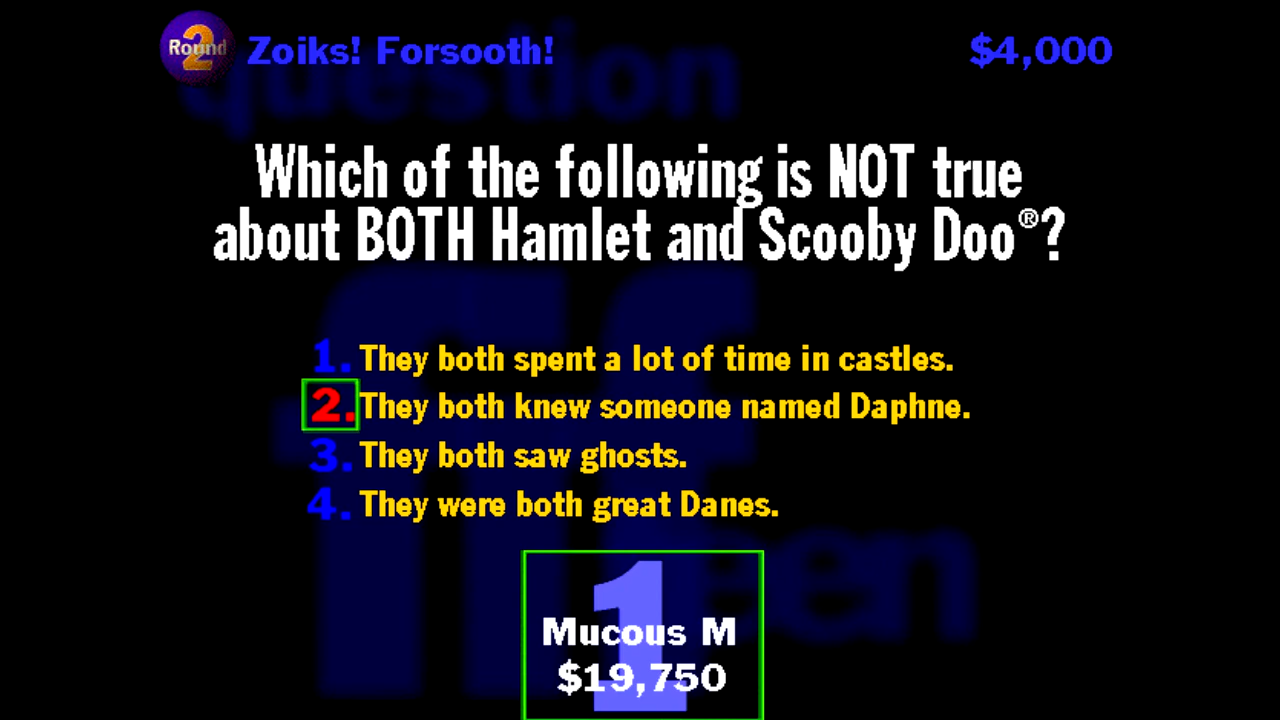 Round 2 Zoiks! Forsooth! $4,000
question
Which of the following is NOT true
about BOTH Hamlet and Scooby Doo®?
fifteen
1. They both spent a lot of time in castles.
2. They both knew someone named Daphne.
3. They both saw ghosts.
4. They were both great Danes.
1
Mucous M
$19,750